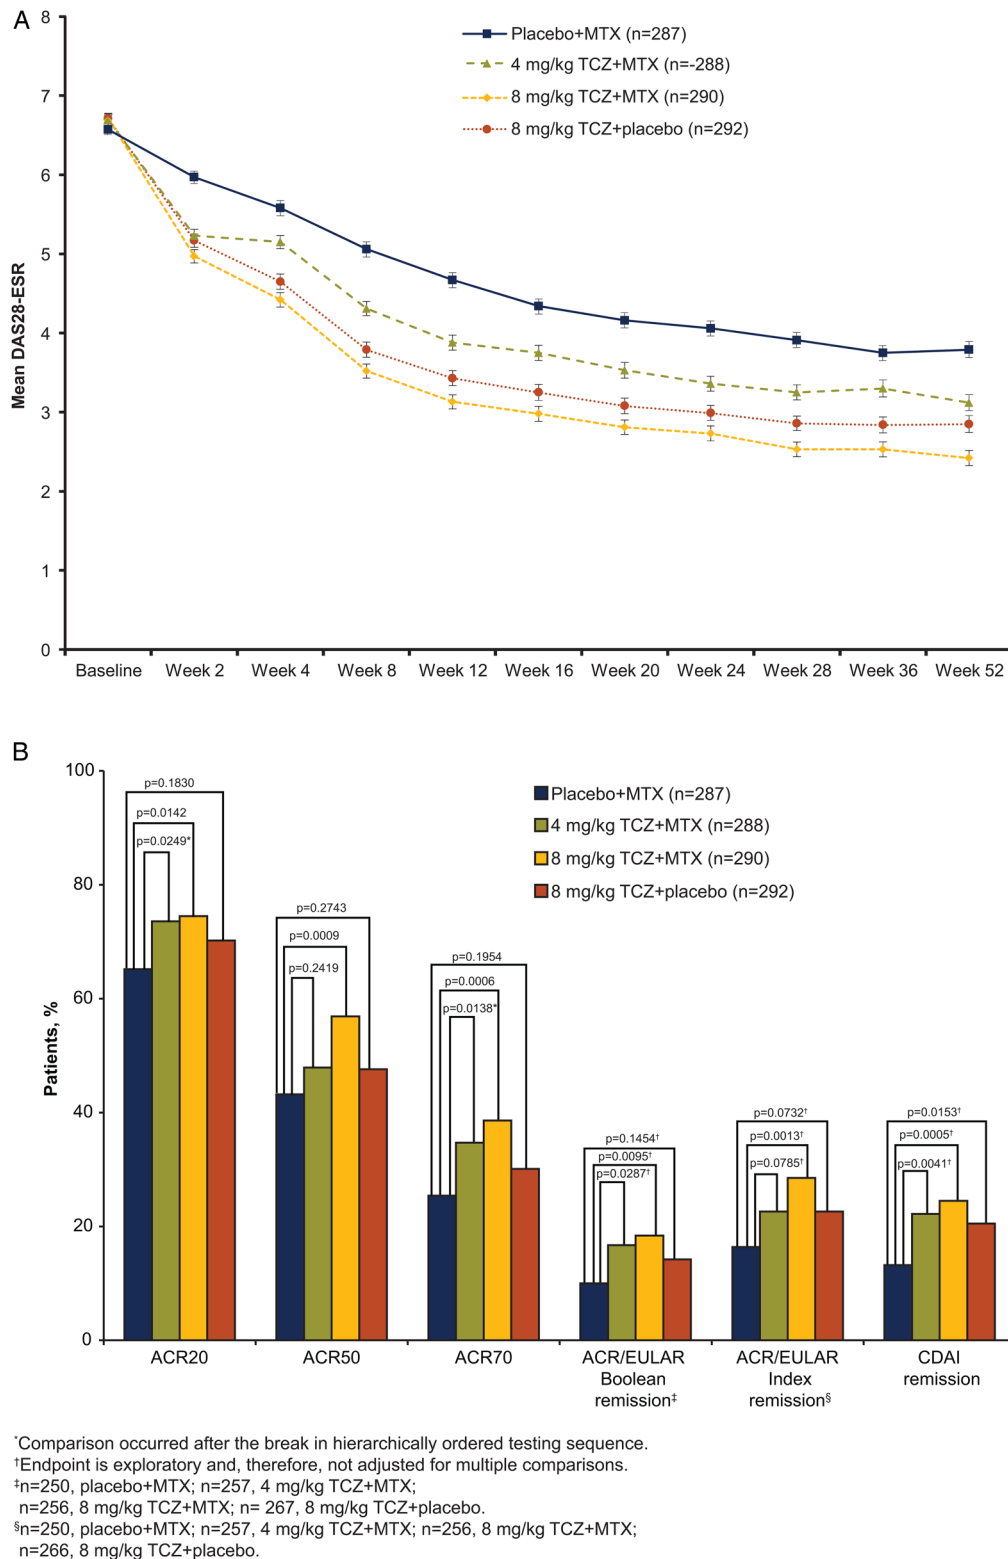 A
8
7
6
5
4
3
2
1
0
Mean DAS28-ESR
Placebo+MTX (n=287)
4 mg/kg TCZ+MTX (n=-288)
8 mg/kg TCZ+MTX (n=290)
8 mg/kg TCZ+placebo (n=292)
Baseline Week 2 Week 4 Week 8 Week 12 Week 16 Week 20 Week 24 Week 28 Week 36 Week 52
B
100
80
60
40
20
0
Patients, %
Placebo+MTX (n=287)
4 mg/kg TCZ+MTX (n=288)
8 mg/kg TCZ+MTX (n=290)
8 mg/kg TCZ+placebo (n=292)
p=0.1830
p=0.0142
p=0.0249*
p=0.2743
p=0.0009
p=0.2419
p=0.1954
p=0.0006
p=0.0138*
p=0.1454†
p=0.0095†
p=0.0287†
p=0.0732†
p=0.0013†
p=0.0785†
p=0.0153†
p=0.0005†
p=0.0041†
ACR20
ACR50
ACR70
ACR/EULAR
Boolean
remission‡
ACR/EULAR
Index
remission§
CDAI
remission
*Comparison occurred after the break in hierarchically ordered testing sequence.
†Endpoint is exploratory and, therefore, not adjusted for multiple comparisons.
‡n=250, placebo+MTX; n=257, 4 mg/kg TCZ+MTX;
n=256, 8 mg/kg TCZ+MTX; n= 267, 8 mg/kg TCZ+placebo.
§n=250, placebo+MTX; n=257, 4 mg/kg TCZ+MTX; n=256, 8 mg/kg TCZ+MTX;
n=266, 8 mg/kg TCZ+placebo.